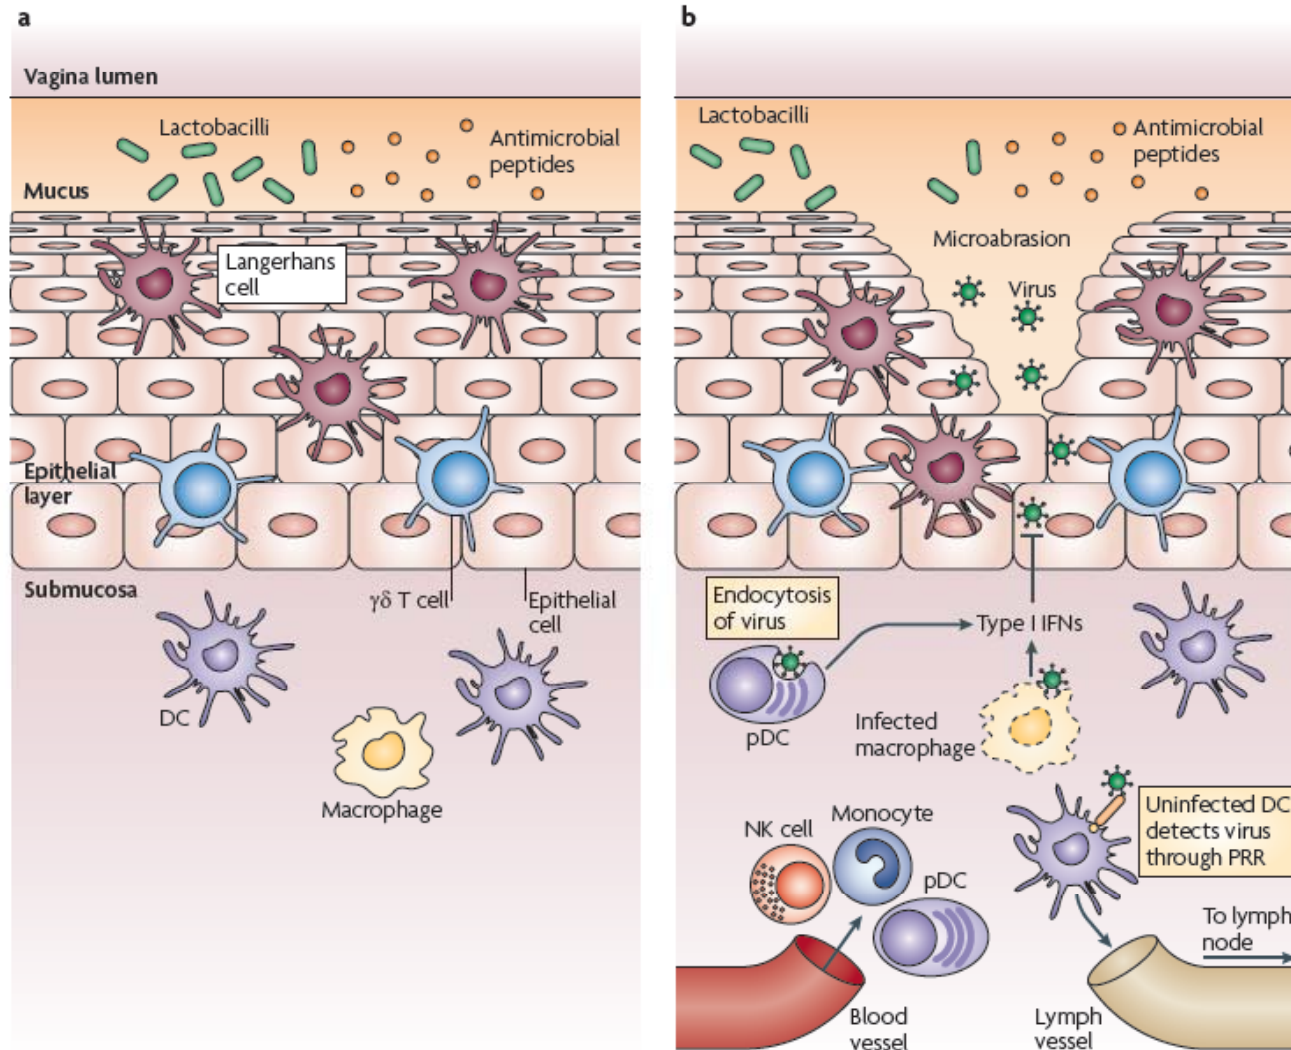 a
Vagina lumen
Lactobacilli
Antimicrobial
peptides
Mucus
Langerhans
cell
Epithelial
layer
Submucosa
γδ T cell
Epithelial
cell
DC
Macrophage
b
Lactobacilli
Antimicrobial
peptides
Microabrasion
Virus
Endocytosis
of virus
Type I IFNs
pDC
Infected
macrophage
Uninfected DC
detects virus
through PRR
Monocyte
NK cell
pDC
To lymph
node
Blood
vessel
Lymph
vessel